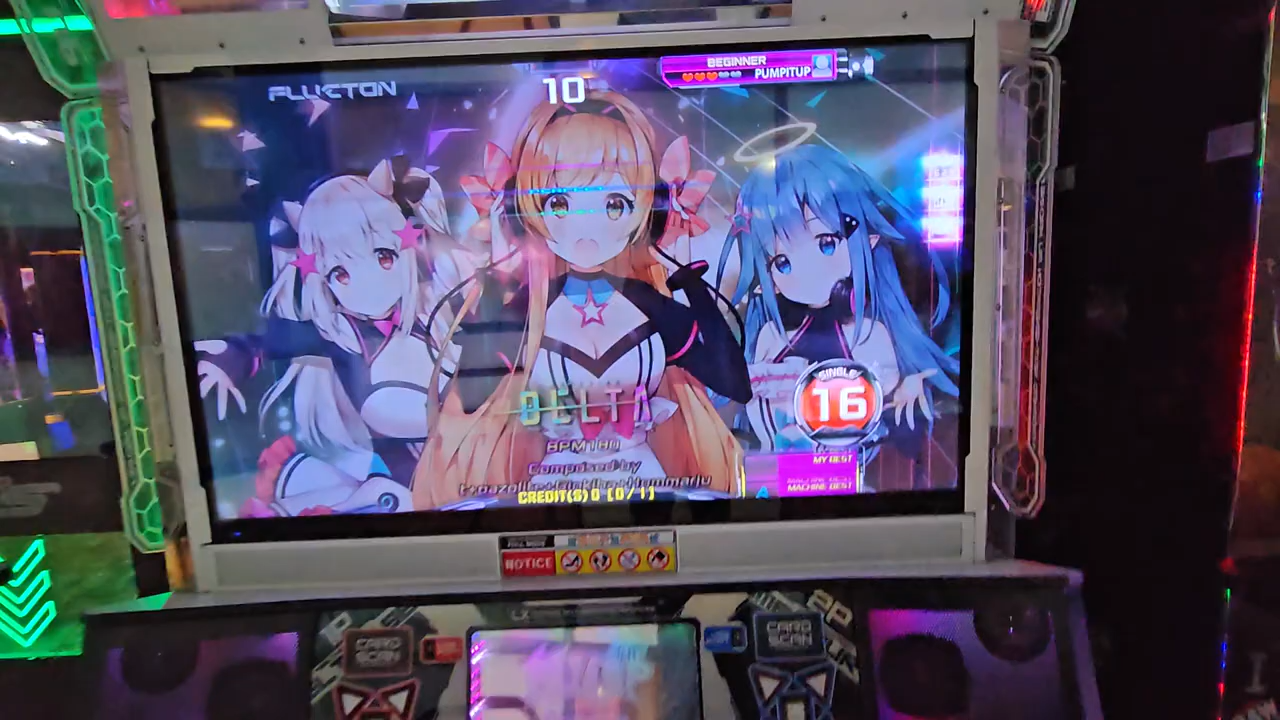 BEGINNER
FLUCTON
10
PUMPITUP
SINGLE
16
DELTA
BPM180
MY BEST
Composed by
MACHINE BEST
CREDIT(S) 0 [0/1]
NOTICE
2P
CARD
SCAN
CARD
SCAN